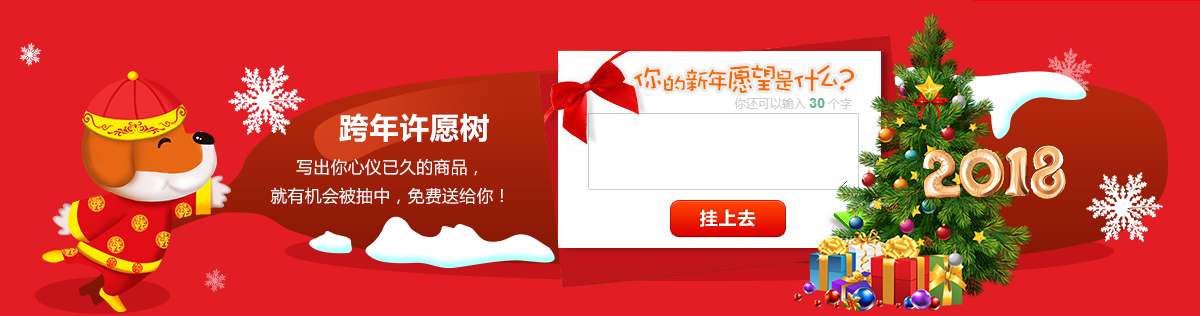 跨年许愿树
写出你心仪已久的商品，
就有机会被抽中，免费送给你！
你的新年愿望是什么?
你还可以输入 30 个字
挂上去
2018